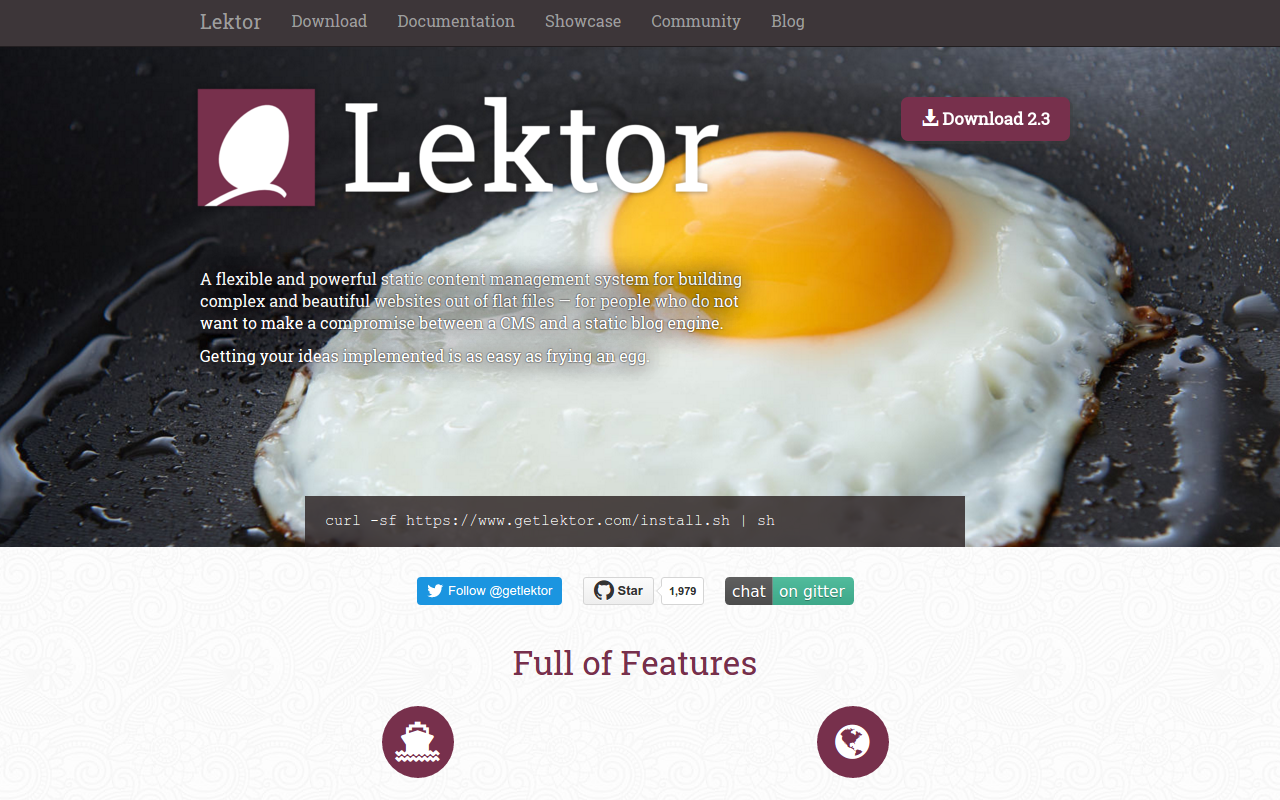 Lektor Download Documentation Showcase Community Blog
Lektor
Download 2.3
A flexible and powerful static content management system for building
complex and beautiful websites out of flat files — for people who do not
want to make a compromise between a CMS and a static blog engine.
Getting your ideas implemented is as easy as frying an egg.
curl -sf https://www.getlektor.com/install.sh | sh
Follow @getlektor Star 1,979 chat on gitter
Full of Features